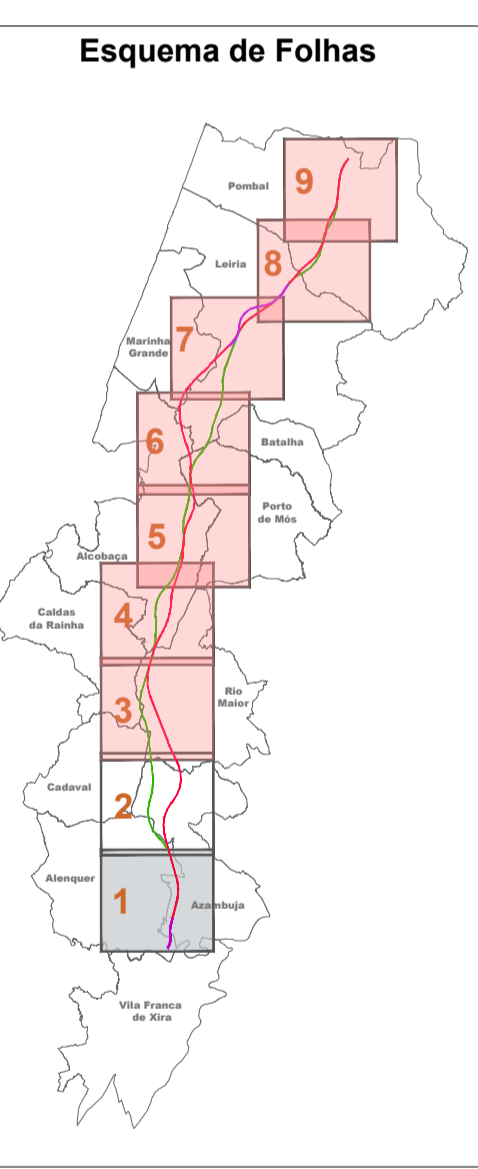 Esquema de Folhas
9
Pombal
8
Leiria
7
Marinha
Grande
6
Batalha
5
Porto
de Mós
Alcobaça
4
Caldas
da Rainha
3
Rio
Maior
2
Cadaval
Alenquer
1
Azambuja
Vila Franca
de Xira